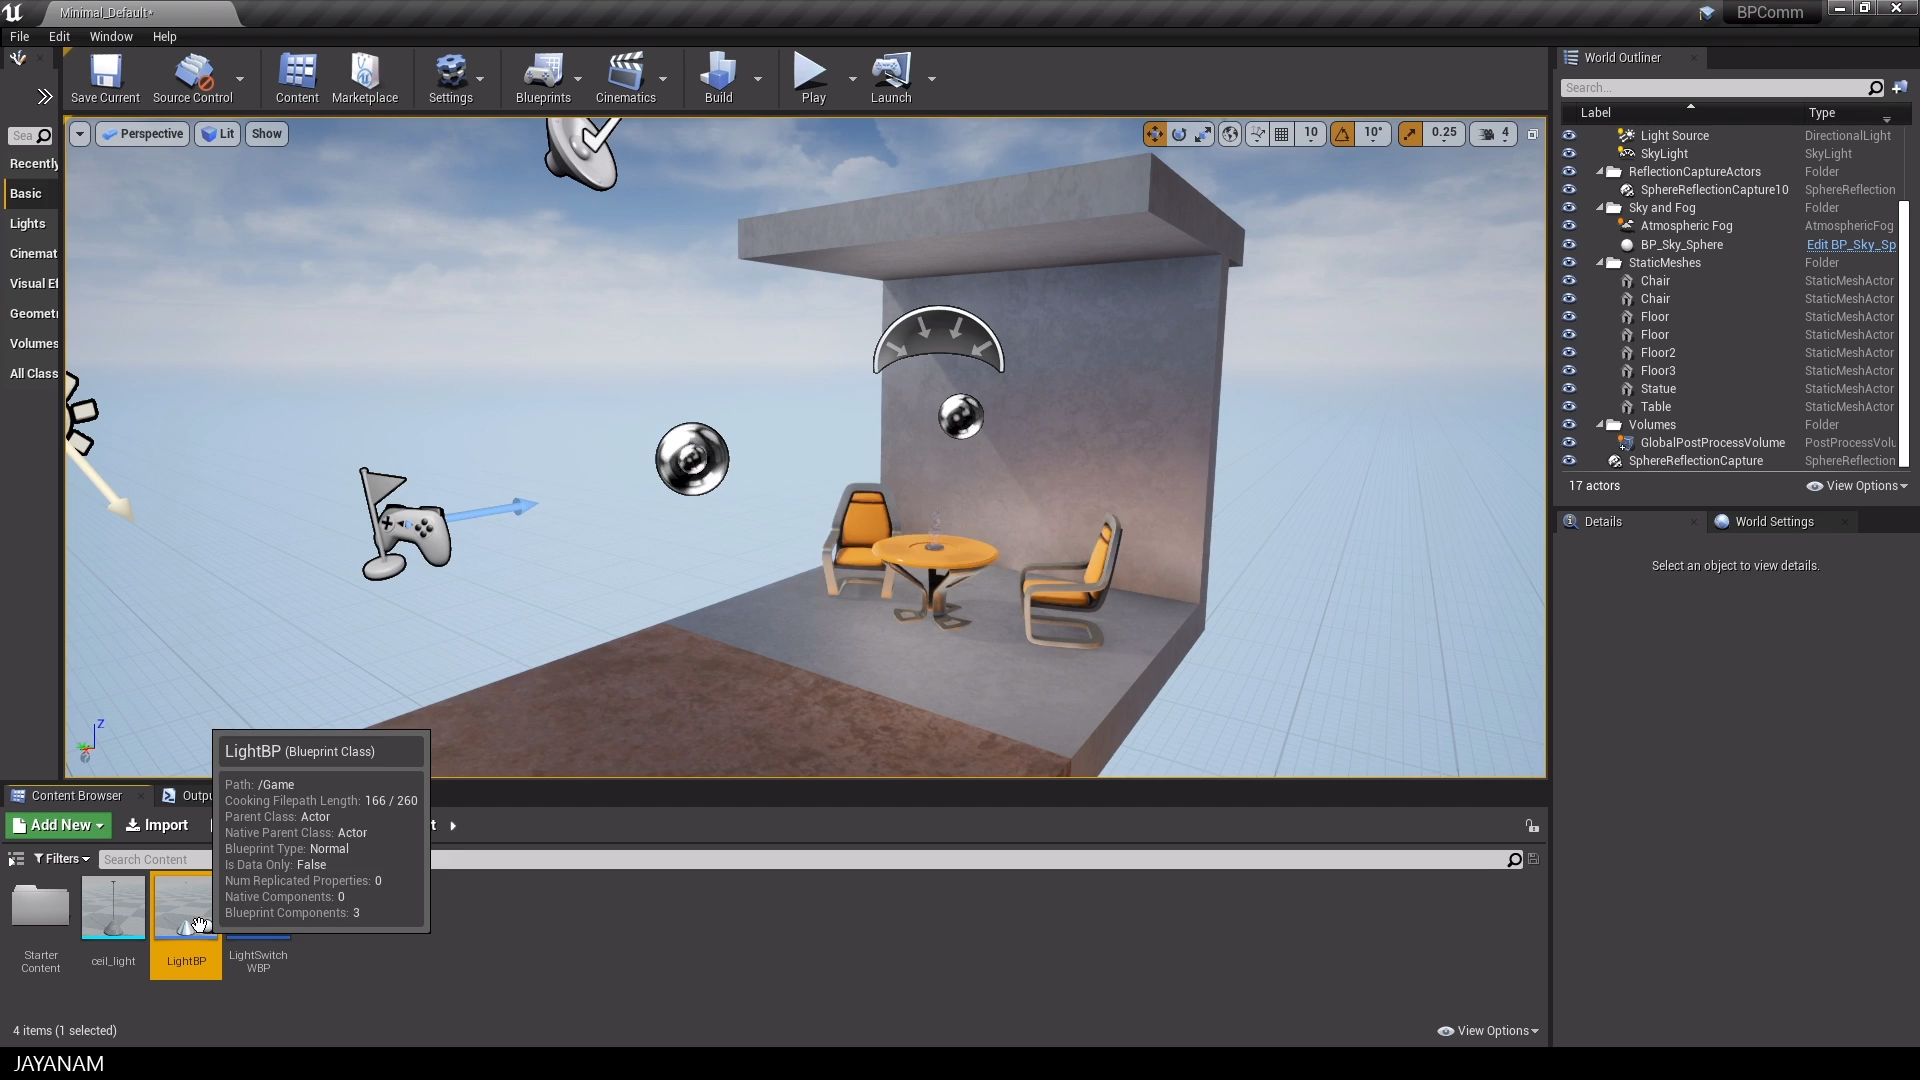 Minimal_Default*
BPComm
File Edit Window Help
Save Current
Source Control
Content
Marketplace
Settings
Blueprints
Cinematics
Build
Play
Launch
Sea
Recently
Basic
Lights
Cinemat
Visual Ef
Geometr
Volumes
All Class
Perspective
Lit
Show
10
10°
0.25
4
Z
World Outliner
Search...
Label Type
Light Source DirectionalLight
SkyLight SkyLight
ReflectionCaptureActors Folder
SphereReflectionCapture10 SphereReflection
Sky and Fog Folder
Atmospheric Fog AtmosphericFog
BP_Sky_Sphere Edit BP_Sky_Sp
StaticMeshes Folder
Chair StaticMeshActor
Chair StaticMeshActor
Floor StaticMeshActor
Floor StaticMeshActor
Floor2 StaticMeshActor
Floor3 StaticMeshActor
Statue StaticMeshActor
Table StaticMeshActor
Volumes Folder
GlobalPostProcessVolume PostProcessVolu
SphereReflectionCapture SphereReflection
17 actors
View Options
Details
World Settings
Select an object to view details.
LightBP (Blueprint Class)
Path: /Game
Cooking Filepath Length: 166 / 260
Parent Class: Actor
Native Parent Class: Actor
Blueprint Type: Normal
Is Data Only: False
Num Replicated Properties: 0
Native Components: 0
Blueprint Components: 3
Content Browser
Outpu
Add New
Import
t
Filters
Search Content
Starter
Content
ceil_light
LightBP
LightSwitch
WBP
4 items (1 selected)
View Options
JAYANAM